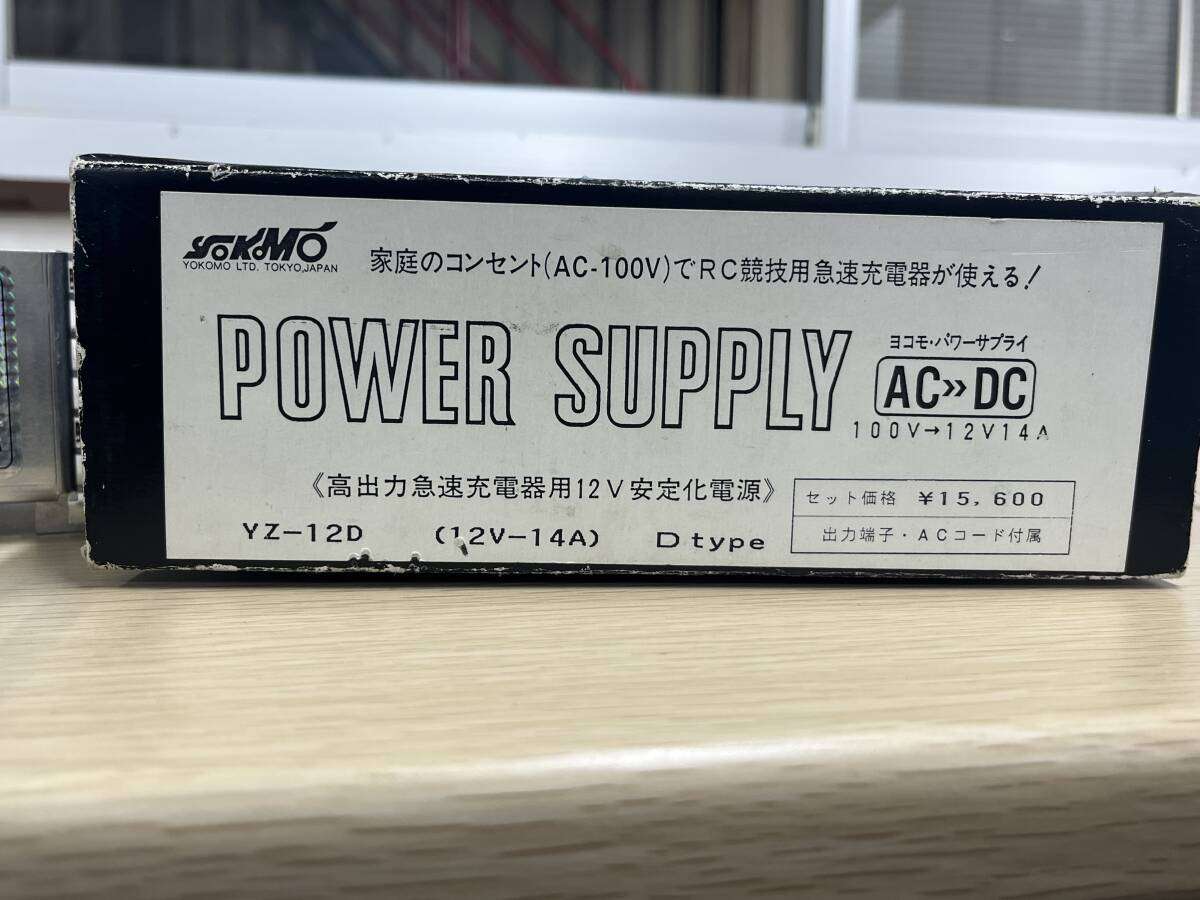 YOKOMO
YOKOMO LTD. TOKYO,JAPAN
家庭のコンセント(AC-100V)でRC競技用急速充電器が使える!
POWER SUPPLY
ヨコモ・パワーサプライ
AC»DC
100V→12V14A
《高出力急速充電器用12V安定化電源》
YZ-12D (12V-14A) D type
セット価格 ¥15,600
出力端子・ACコード付属